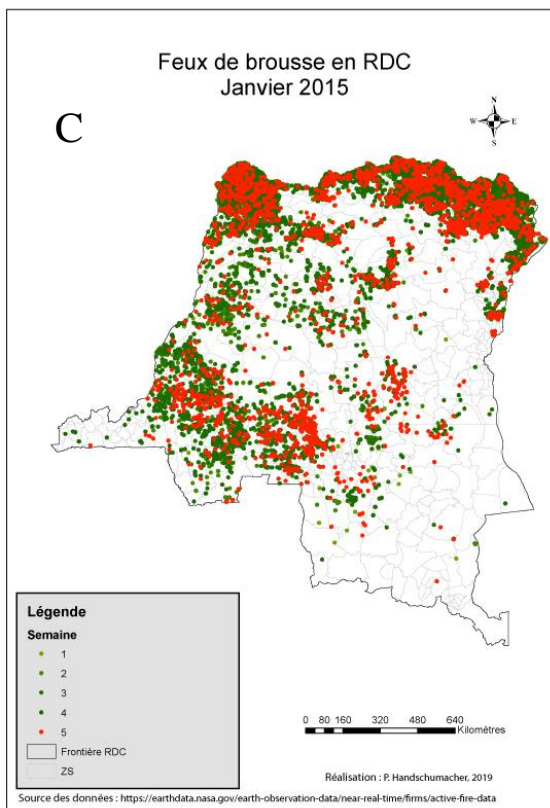 Feux de brousse en RDC
Janvier 2015
C
N
W E
S
Légende
Semaine
1
2
3
4
5
Frontière RDC
ZS
0 80 160 320 480 640
Kilomètres
Réalisation : P. Handschumacher, 2019
Source des données : https://earthdata.nasa.gov/earth-observation-data/near-real-time/firms/active-fire-data